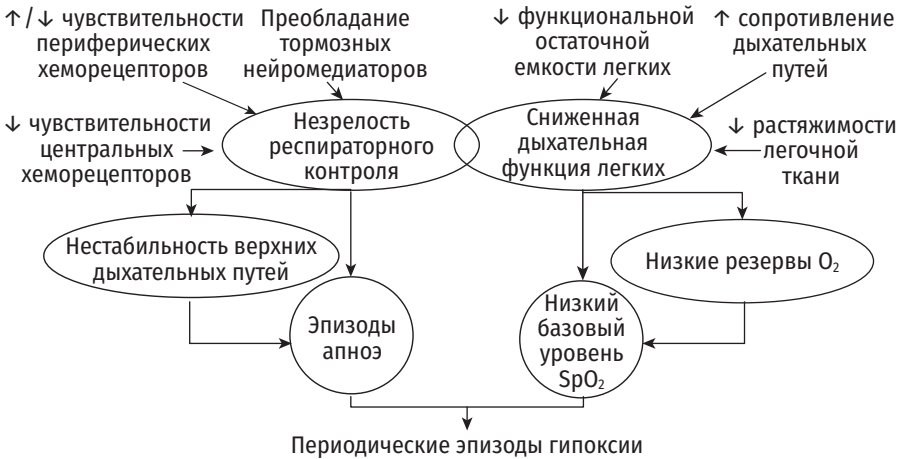 ↑/↓ чувствительности
периферических
хеморецепторов
Преобладание
тормозных
нейромедиаторов
↓ функциональной
остаточной
емкости легких
↑ сопротивление
дыхательных
путей
↓ чувствительности
центральных
хеморецепторов
Незрелость
респираторного
контроля
Сниженная
дыхательная
функция легких
↓ растяжимости
легочной
ткани
Нестабильность верхних
дыхательных путей
Низкие резервы O₂
Эпизоды
апноэ
Низкий
базовый
уровень
SpO₂
Периодические эпизоды гипоксии